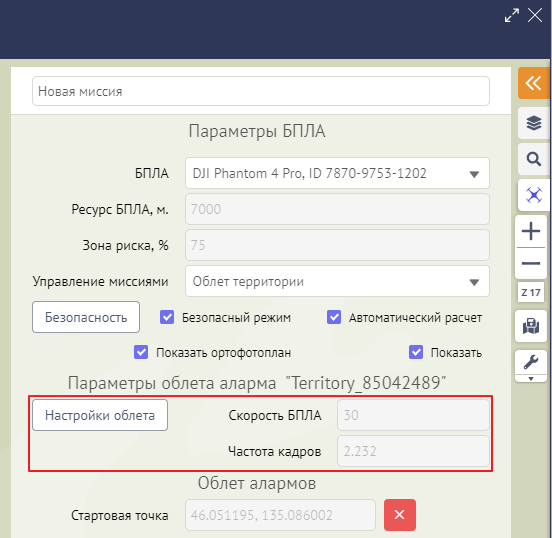 Новая миссия
Параметры БПЛА
БПЛА DJI Phantom 4 Pro, ID 7870-9753-1202
Ресурс БПЛА, м. 7000
Зона риска, % 75
Управление миссиями Облет территории
Безопасность Безопасный режим Автоматический расчет
Показать ортофотоплан Показать
Параметры облета аларма "Territory_85042489"
Настройки облета Скорость БПЛА 30
Частота кадров 2.232
Облет алармов
Стартовая точка 46.051195, 135.086002
Z 17